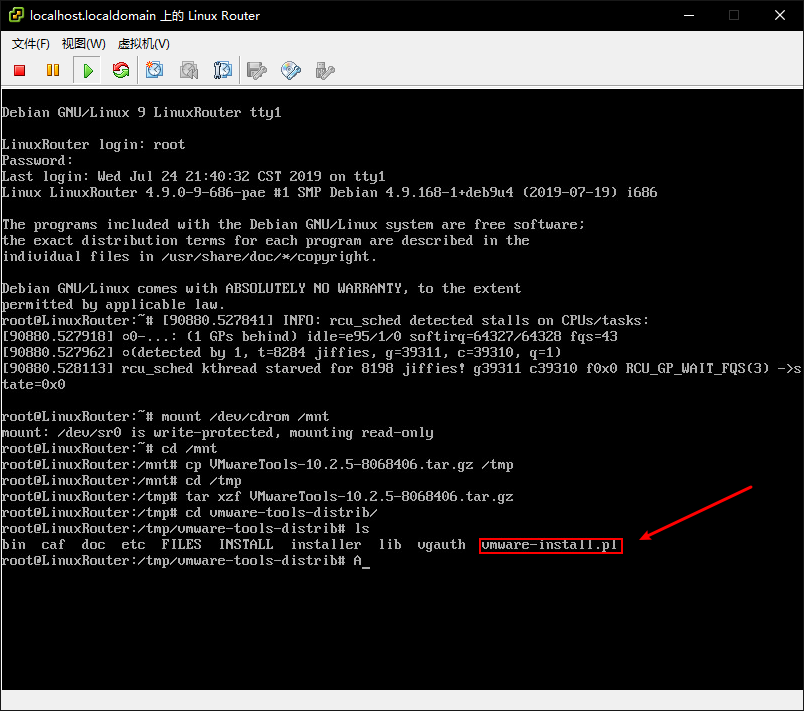 localhost.localdomain 上的 Linux Router
文件(F) 视图(W) 虚拟机(V)
Debian GNU/Linux 9 LinuxRouter tty1
LinuxRouter login: root
Password:
Last login: Wed Jul 24 21:40:32 CST 2019 on tty1
Linux LinuxRouter 4.9.0-9-686-pae #1 SMP Debian 4.9.168-1+deb9u4 (2019-07-19) i686
The programs included with the Debian GNU/Linux system are free software;
the exact distribution terms for each program are described in the
individual files in /usr/share/doc/*/copyright.
Debian GNU/Linux comes with ABSOLUTELY NO WARRANTY, to the extent
permitted by applicable law.
root@LinuxRouter:~# [90880.527841] INFO: rcu_sched detected stalls on CPUs/tasks:
[90880.527918] o0-...: (1 GPs behind) idle=e95/1/0 softirq=64327/64328 fqs=43
[90880.527962] o(detected by 1, t=8284 jiffies, g=39311, c=39310, q=1)
[90880.528113] rcu_sched kthread starved for 8198 jiffies! g39311 c39310 f0x0 RCU_GP_WAIT_FQS(3) ->s
tate=0x0
root@LinuxRouter:~# mount /dev/cdrom /mnt
mount: /dev/sr0 is write-protected, mounting read-only
root@LinuxRouter:~# cd /mnt
root@LinuxRouter:/mnt# cp VMwareTools-10.2.5-8068406.tar.gz /tmp
root@LinuxRouter:/mnt# cd /tmp
root@LinuxRouter:/tmp# tar xzf VMwareTools-10.2.5-8068406.tar.gz
root@LinuxRouter:/tmp# cd vmware-tools-distrib/
root@LinuxRouter:/tmp/vmware-tools-distrib# ls
bin caf doc etc FILES INSTALL installer lib vgauth vmware-install.pl
root@LinuxRouter:/tmp/vmware-tools-distrib# A_